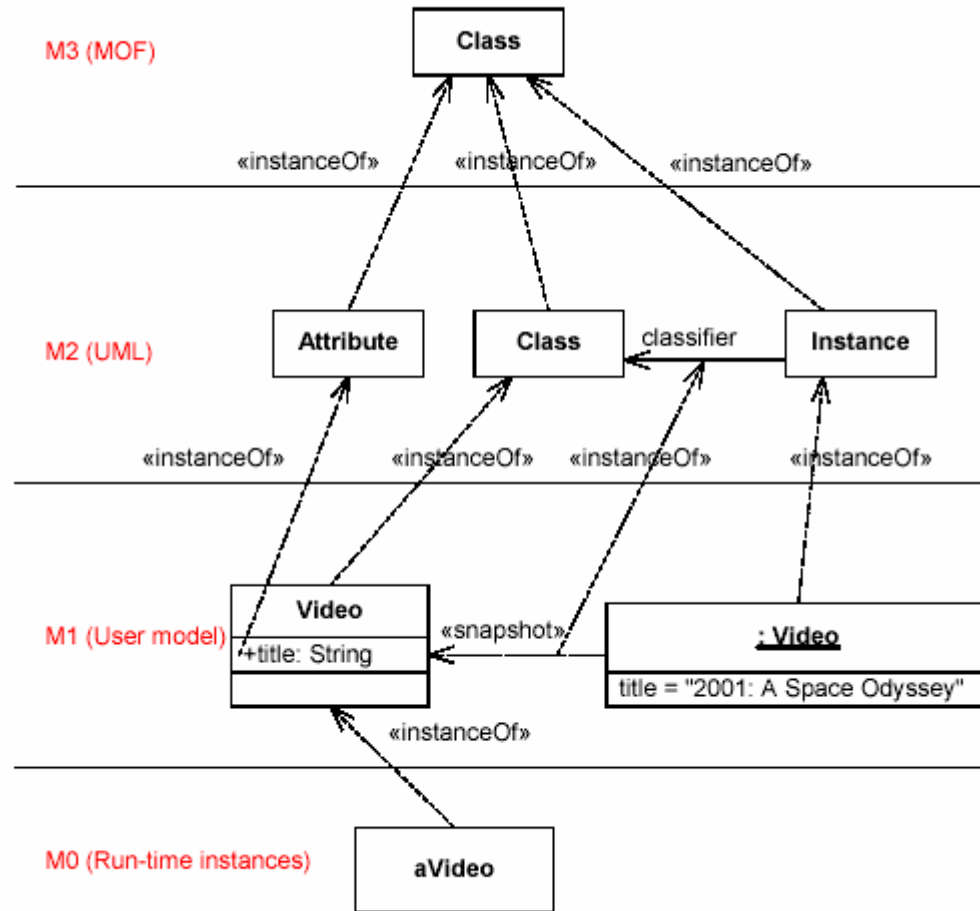 M3 (MOF)
Class
«instanceOf» «instanceOf» «instanceOf»
M2 (UML)
Attribute
Class
classifier
Instance
«instanceOf» «instanceOf» «instanceOf» «instanceOf»
M1 (User model)
Video
+title: String
«snapshot»
: Video
title = "2001: A Space Odyssey"
«instanceOf»
M0 (Run-time instances)
aVideo